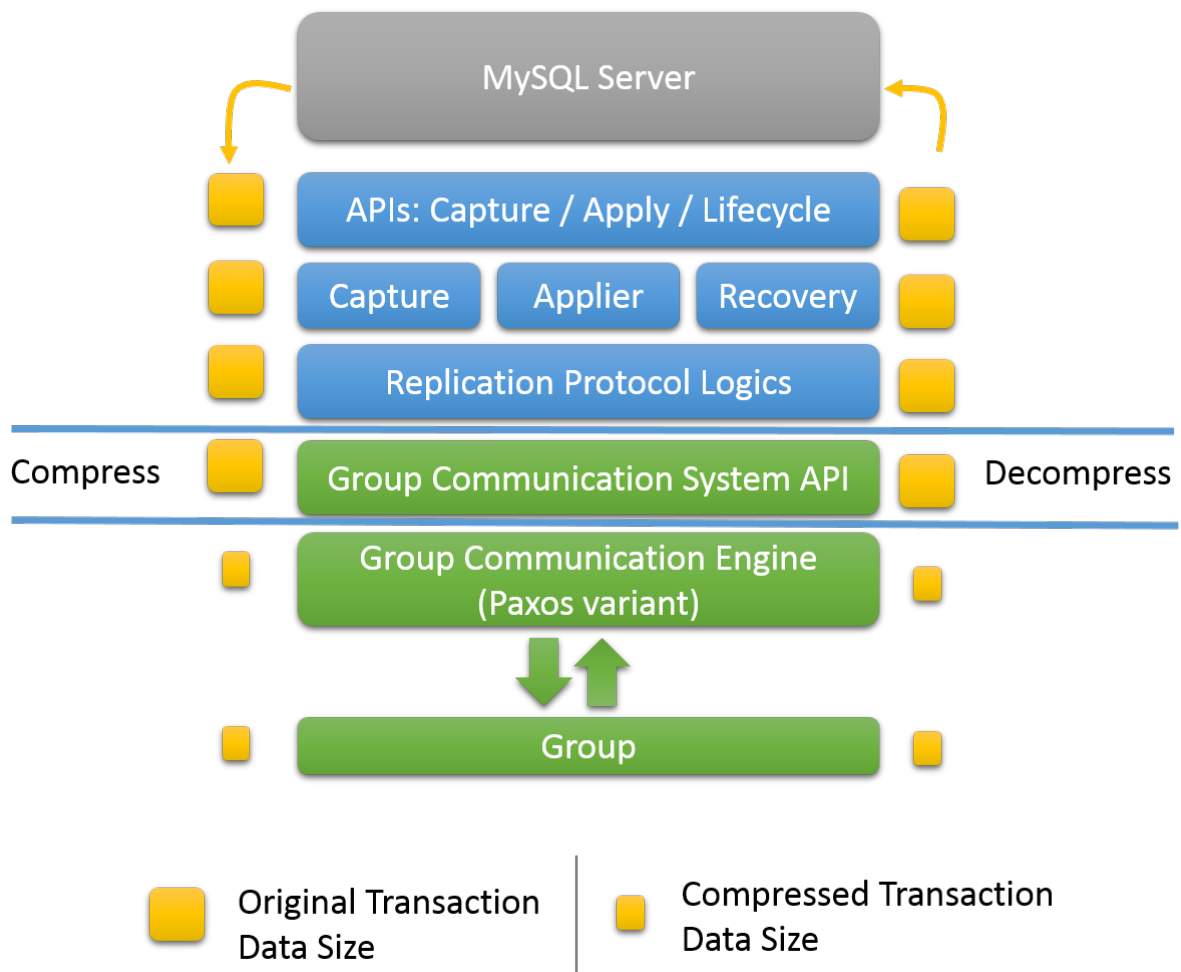 MySQL Server
APIs: Capture / Apply / Lifecycle
Capture
Applier
Recovery
Replication Protocol Logics
Compress
Group Communication System API
Decompress
Group Communication Engine
(Paxos variant)
Group
Original Transaction
Data Size
Compressed Transaction
Data Size